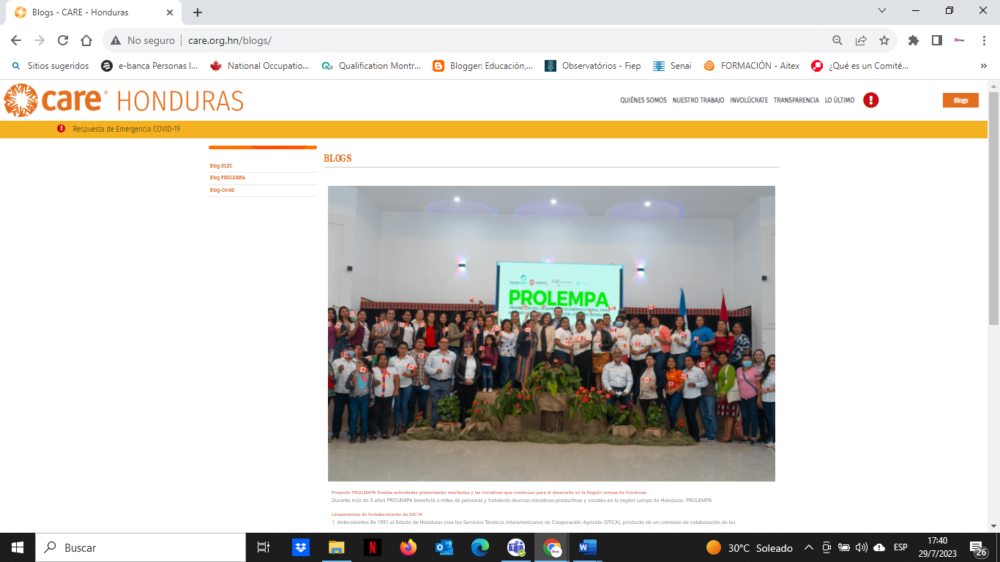 Blogs - CARE - Honduras
No seguro
care.org.hn/blogs/
Sitios sugeridos
e-banca Personas I...
National Occupatio...
Qualification Montr...
Blogger: Educación,...
Observatórios - Fiep
Senai
FORMACIÓN - Aitex
¿Qué es un Comité...
»
care® HONDURAS
QUIÉNES SOMOS
NUESTRO TRABAJO
INVOLÚCRATE
TRANSPARENCIA
LO ÚLTIMO
Blogs
Respuesta de Emergencia COVID-19
Blog DLEC
Blog PROLEMPA
Blog-Covid
BLOGS
PROLEMPA
Proyecto PROLEMPA finaliza actividades presentando resultados y las iniciativas que continúan para el desarrollo en la Región Lempa de Honduras
Durante más de 5 años PROLEMPA benefició a miles de personas y fortaleció diversas iniciativas productivas y sociales en la región Lempa de Honduras. PROLEMPA
Lineamientos de fortalecimiento de DICTA
1. Antecedentes En 1951 el Estado de Honduras crea los Servicios Técnicos Interamericanos de Cooperación Agrícola (STICA), producto de un convenio de colaboración de las
Buscar
30°C Soleado
ESP
17:40
29/7/2023
26